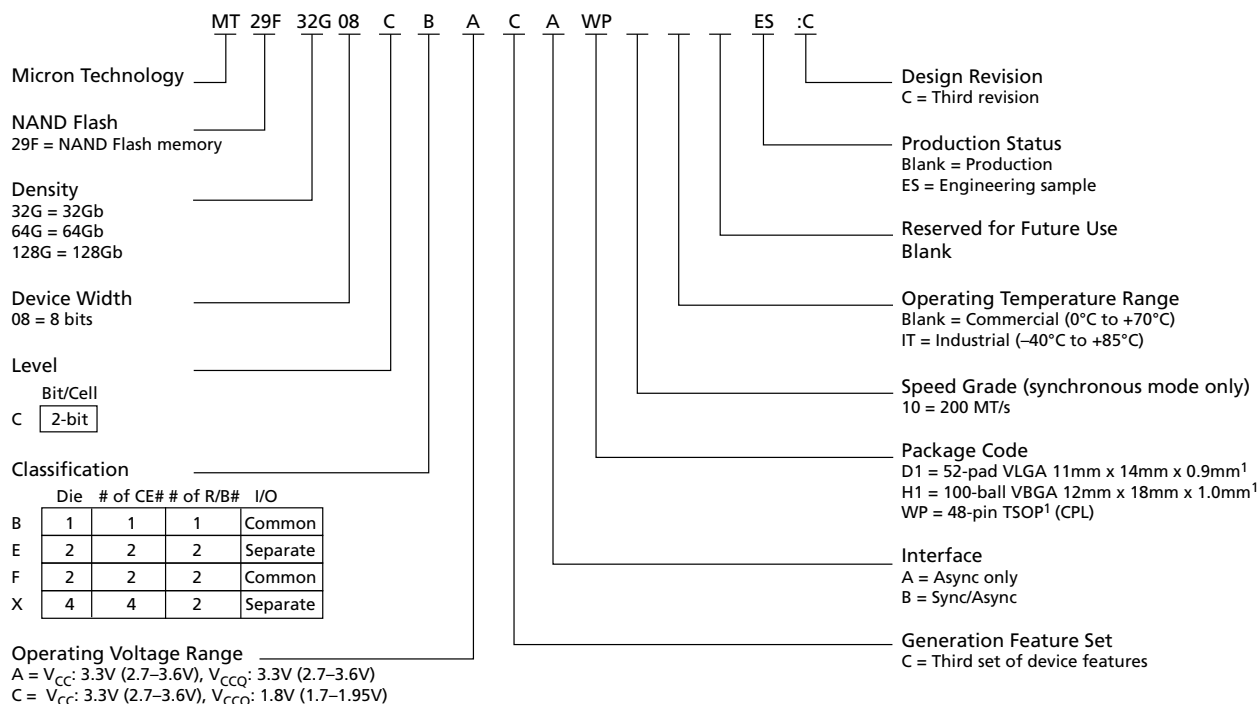 MT 29F 32G 08 C B A C A WP ES :C
Micron Technology
NAND Flash
29F = NAND Flash memory
Density
32G = 32Gb
64G = 64Gb
128G = 128Gb
Device Width
08 = 8 bits
Level
Bit/Cell
C 2-bit
Classification
Die # of CE# # of R/B# I/O
B 1 1 1 Common
E 2 2 2 Separate
F 2 2 2 Common
X 4 4 2 Separate
Operating Voltage Range
A = VCC: 3.3V (2.7–3.6V), VCCQ: 3.3V (2.7–3.6V)
C = VCC: 3.3V (2.7–3.6V), VCCQ: 1.8V (1.7–1.95V)
Design Revision
C = Third revision
Production Status
Blank = Production
ES = Engineering sample
Reserved for Future Use
Blank
Operating Temperature Range
Blank = Commercial (0°C to +70°C)
IT = Industrial (–40°C to +85°C)
Speed Grade (synchronous mode only)
10 = 200 MT/s
Package Code
D1 = 52-pad VLGA 11mm x 14mm x 0.9mm1
H1 = 100-ball VBGA 12mm x 18mm x 1.0mm1
WP = 48-pin TSOP1 (CPL)
Interface
A = Async only
B = Sync/Async
Generation Feature Set
C = Third set of device features